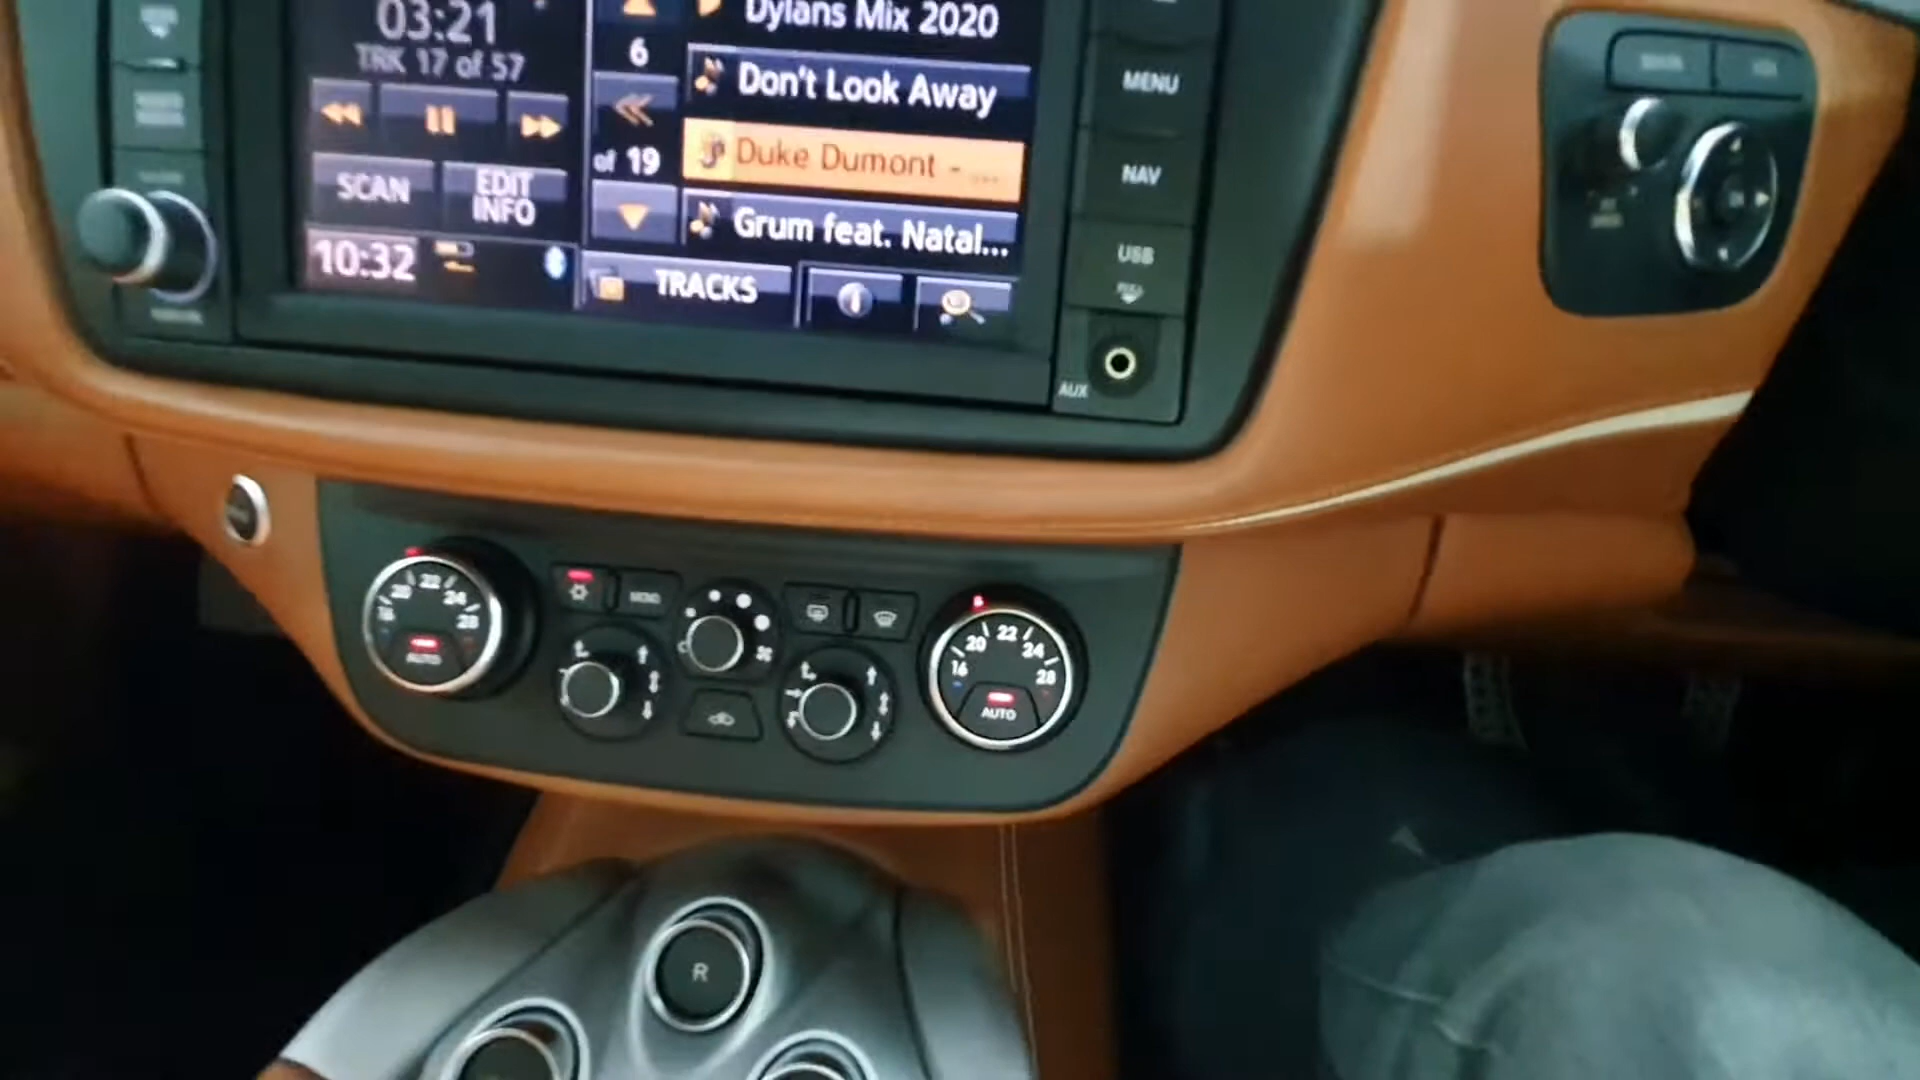 03:21
TRK 17 of 57
SCAN
EDIT
INFO
10:32
6
of 19
Dylans Mix 2020
Don't Look Away
Duke Dumont - ...
Grum feat. Natal...
TRACKS
MENU
NAV
USB
AUX
16 20 22 24 28
AUTO
MONO
16 20 22 24 28
AUTO
R